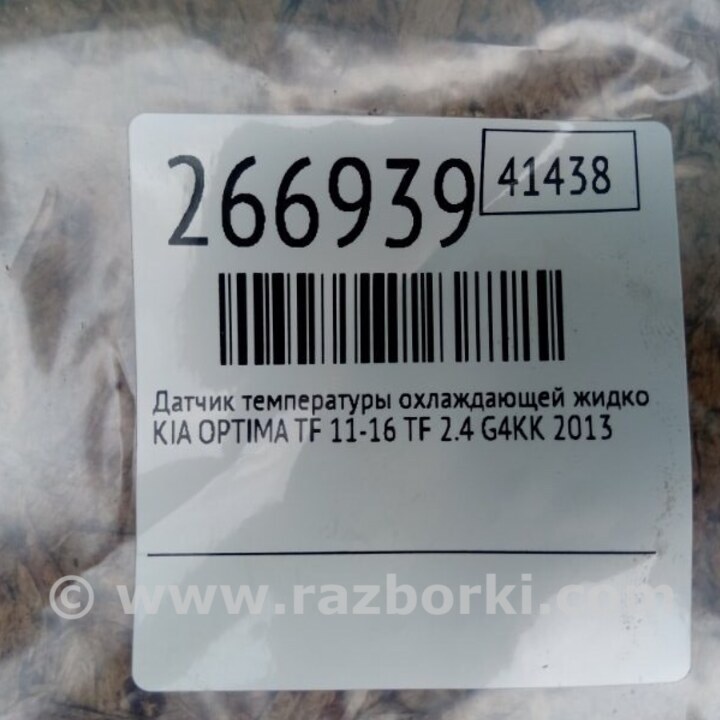 266939
41438
Датчик температуры охлаждающей жидко
KIA OPTIMA TF 11-16 TF 2.4 G4KK 2013
© www.razborki.com